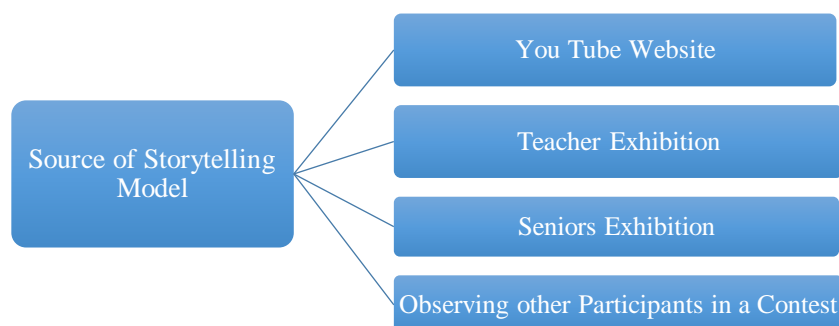 Source of Storytelling
Model
You Tube Website
Teacher Exhibition
Seniors Exhibition
Observing other Participants in a Contest